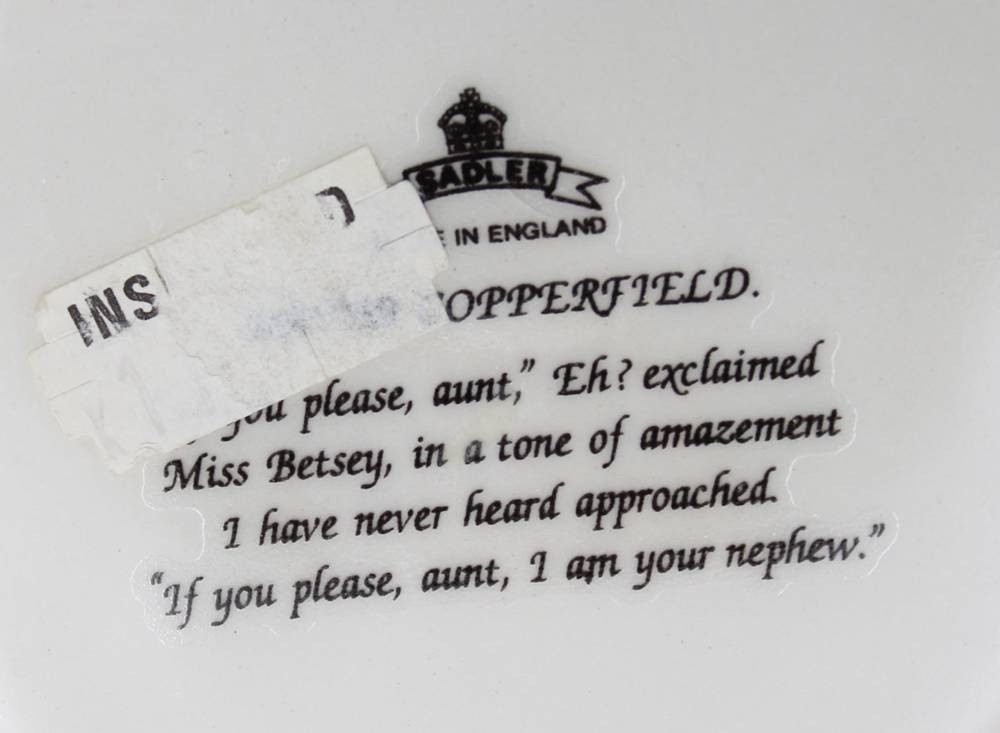 SADLER
IN ENGLAND
INS
OPPERFIELD.
you please, aunt,” Eh? exclaimed
Miss Betsey, in a tone of amazement
I have never heard approached.
“If you please, aunt, I am your nephew.”